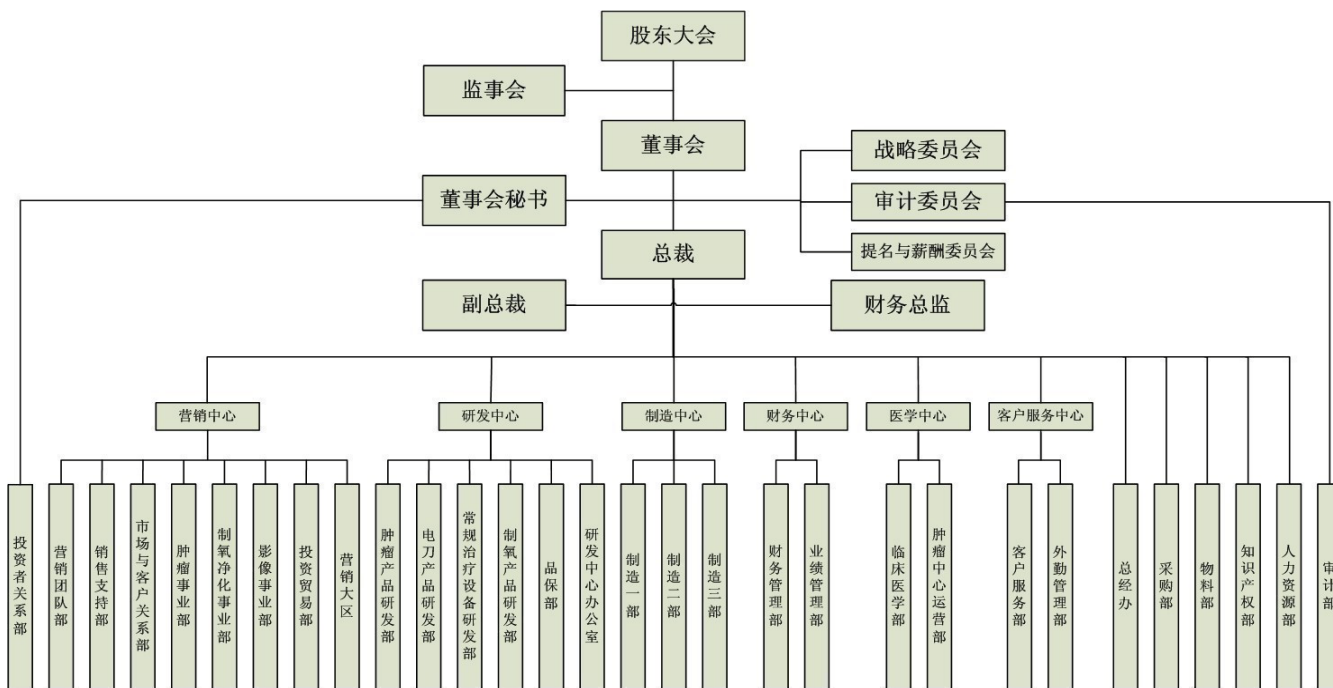 股东大会
监事会
董事会
战略委员会
董事会秘书
审计委员会
总裁
提名与薪酬委员会
副总裁
财务总监
营销中心
研发中心
制造中心
财务中心
医学中心
客户服务中心
投资者关系部
营销团队部
销售支持部
市场与客户关系部
肿瘤事业部
制氧净化事业部
影像事业部
投资贸易部
营销大区
肿瘤产品研发部
电刀产品研发部
常规治疗设备研发部
制氧产品研发部
品保部
研发中心办公室
制造一部
制造二部
制造三部
财务管理部
业绩管理部
临床医学部
肿瘤中心运营部
客户服务部
外勤管理部
总经办
采购部
物料部
知识产权部
人力资源部
审计部